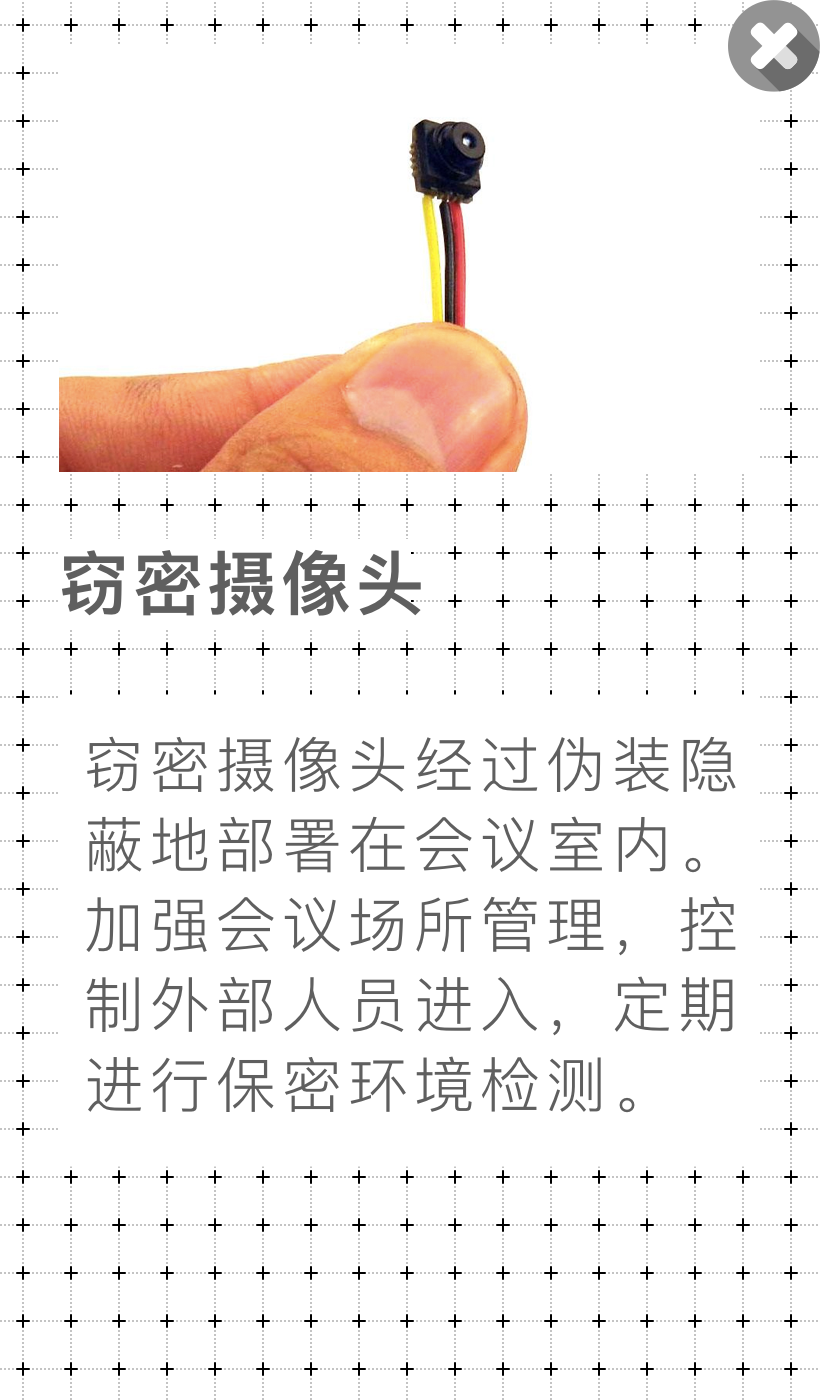 窃密摄像头
窃密摄像头经过伪装隐
蔽地部署在会议室内。
加强会议场所管理，控
制外部人员进入，定期
进行保密环境检测。